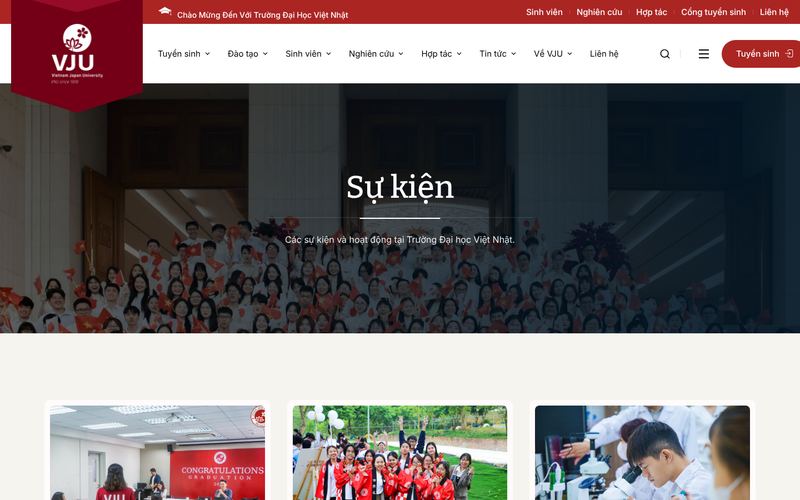 Chào Mừng Đến Với Trường Đại Học Việt Nhật
Sinh viên
Nghiên cứu
Hợp tác
Cổng tuyển sinh
Liên hệ
VJU
Vietnam Japan University
Tuyển sinh
Đào tạo
Sinh viên
Nghiên cứu
Hợp tác
Tin tức
Về VJU
Liên hệ
Tuyển sinh
Sự kiện
Các sự kiện và hoạt động tại Trường Đại học Việt Nhật.
CONGRATULATIONS
GRADUATION
VJU